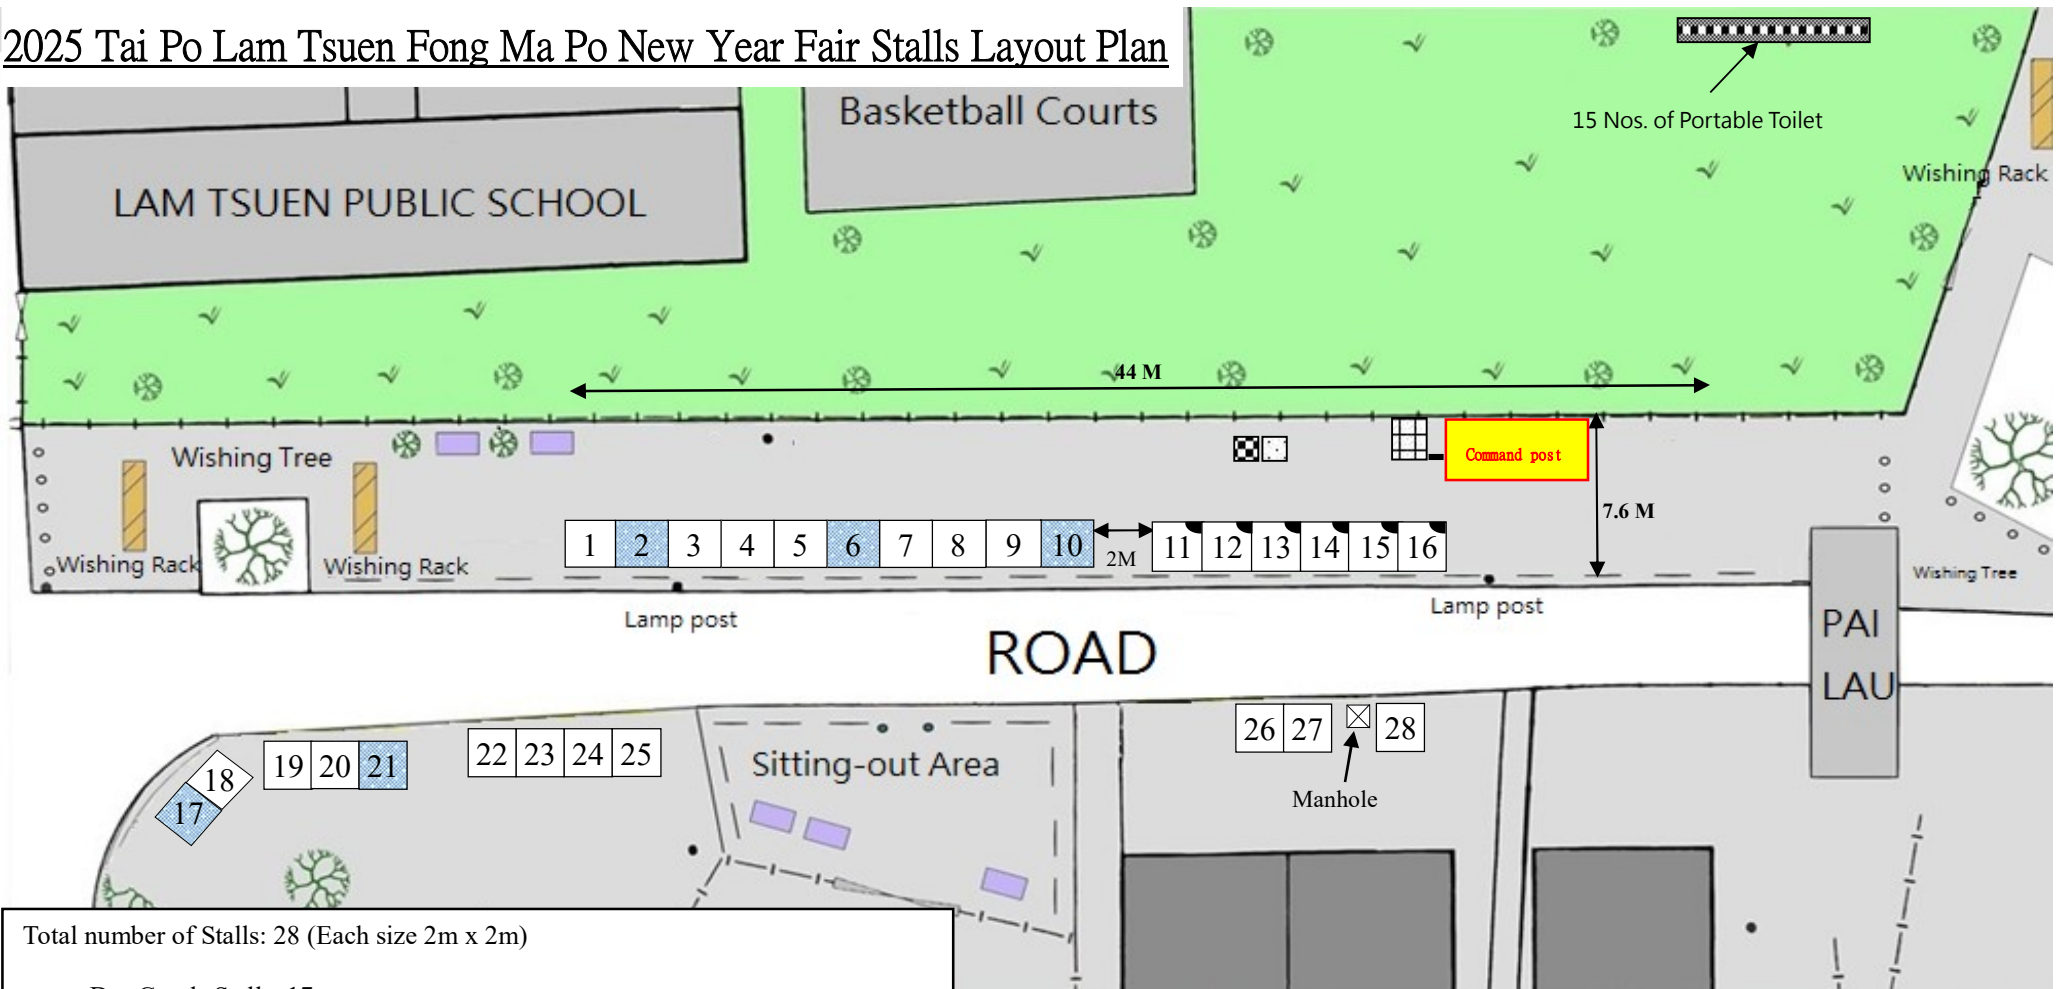 2025 Tai Po Lam Tsuen Fong Ma Po New Year Fair Stalls Layout Plan
Basketball Courts
15 Nos. of Portable Toilet
LAM TSUEN PUBLIC SCHOOL
Wishing Rack
44 M
Wishing Tree
Command post
7.6 M
1 2 3 4 5 6 7 8 9 10
2M
11 12 13 14 15 16
Wishing Rack
Wishing Rack
Wishing Tree
Lamp post
Lamp post
ROAD
PAI
LAU
26 27 28
Manhole
17 18 19 20 21 22 23 24 25
Sitting-out Area
Total number of Stalls: 28 (Each size 2m x 2m)